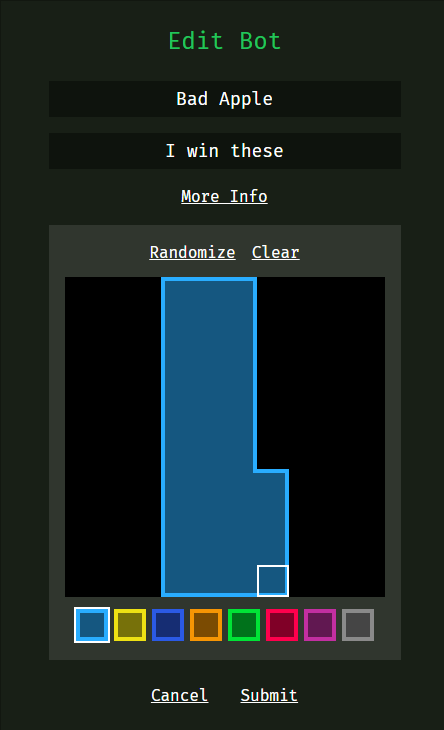 Edit Bot
Bad Apple
I win these
More Info
Randomize Clear
Cancel Submit